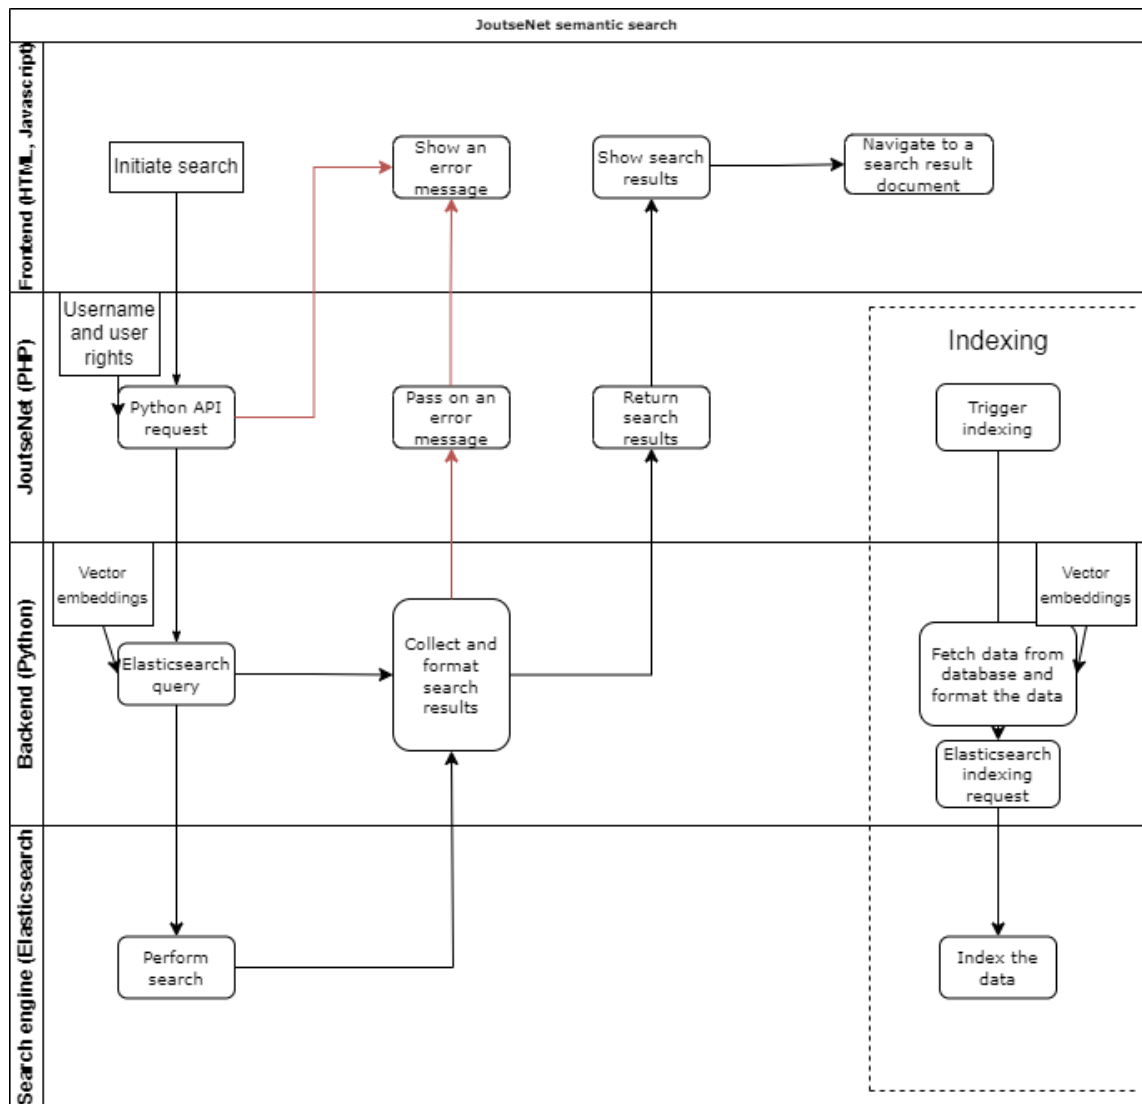 JoutseNet semantic search
Frontend (HTML, Javascript)
Initiate search
Show an
error
message
Show search
results
Navigate to a
search result
document
JoutseNet (PHP)
Username
and user
rights
Python API
request
Pass on an
error
message
Return
search
results
Indexing
Trigger
indexing
Backend (Python)
Vector
embeddings
Elasticsearch
query
Collect and
format
search
results
Vector
embeddings
Fetch data from
database and
format the data
Elasticsearch
indexing
request
Search engine (Elasticsearch
Perform
search
Index the
data